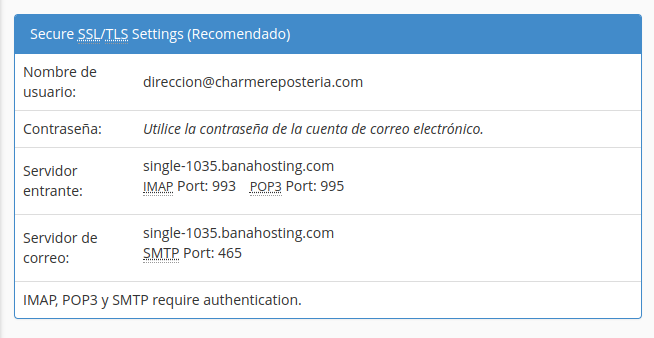 Secure SSL/TLS Settings (Recomendado)
Nombre de
usuario:
direccion@charmereposteria.com
Contraseña:
Utilice la contraseña de la cuenta de correo electrónico.
Servidor
entrante:
single-1035.banahosting.com
IMAP Port: 993 POP3 Port: 995
Servidor de
correo:
single-1035.banahosting.com
SMTP Port: 465
IMAP, POP3 y SMTP require authentication.